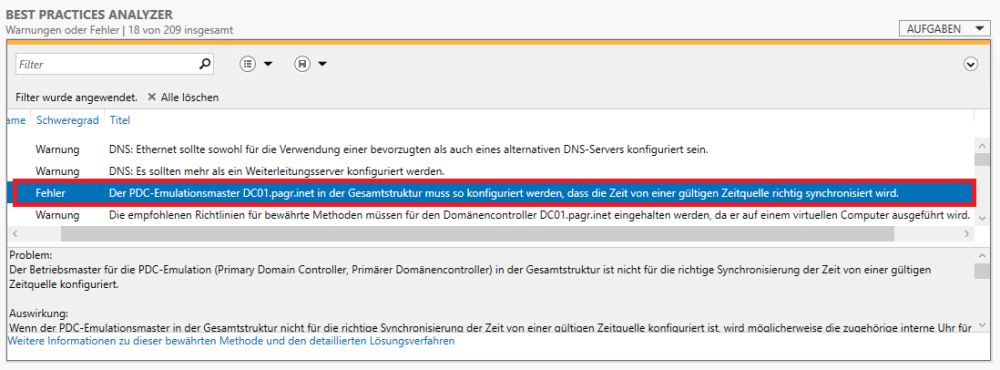 BEST PRACTICES ANALYZER
Warnungen oder Fehler | 18 von 209 insgesamt
AUFGABEN
Filter
Filter wurde angewendet. Alle löschen
ame Schweregrad Titel
Warnung DNS: Ethernet sollte sowohl für die Verwendung einer bevorzugten als auch eines alternativen DNS-Servers konfiguriert sein.
Warnung DNS: Es sollten mehr als ein Weiterleitungsserver konfiguriert werden.
Fehler Der PDC-Emulationsmaster DC01.pagr.inet in der Gesamtstruktur muss so konfiguriert werden, dass die Zeit von einer gültigen Zeitquelle richtig synchronisiert wird.
Warnung Die empfohlenen Richtlinien für bewährte Methoden müssen für den Domänencontroller DC01.pagr.inet eingehalten werden, da er auf einem virtuellen Computer ausgeführt wird.
Problem:
Der Betriebsmaster für die PDC-Emulation (Primary Domain Controller, Primärer Domänencontroller) in der Gesamtstruktur ist nicht für die richtige Synchronisierung der Zeit von einer gültigen
Zeitquelle konfiguriert.
Auswirkung:
Wenn der PDC-Emulationsmaster in der Gesamtstruktur nicht für die richtige Synchronisierung der Zeit von einer gültigen Zeitquelle konfiguriert ist, wird möglicherweise die zugehörige interne Uhr für
Weitere Informationen zu dieser bewährten Methode und den detaillierten Lösungsverfahren